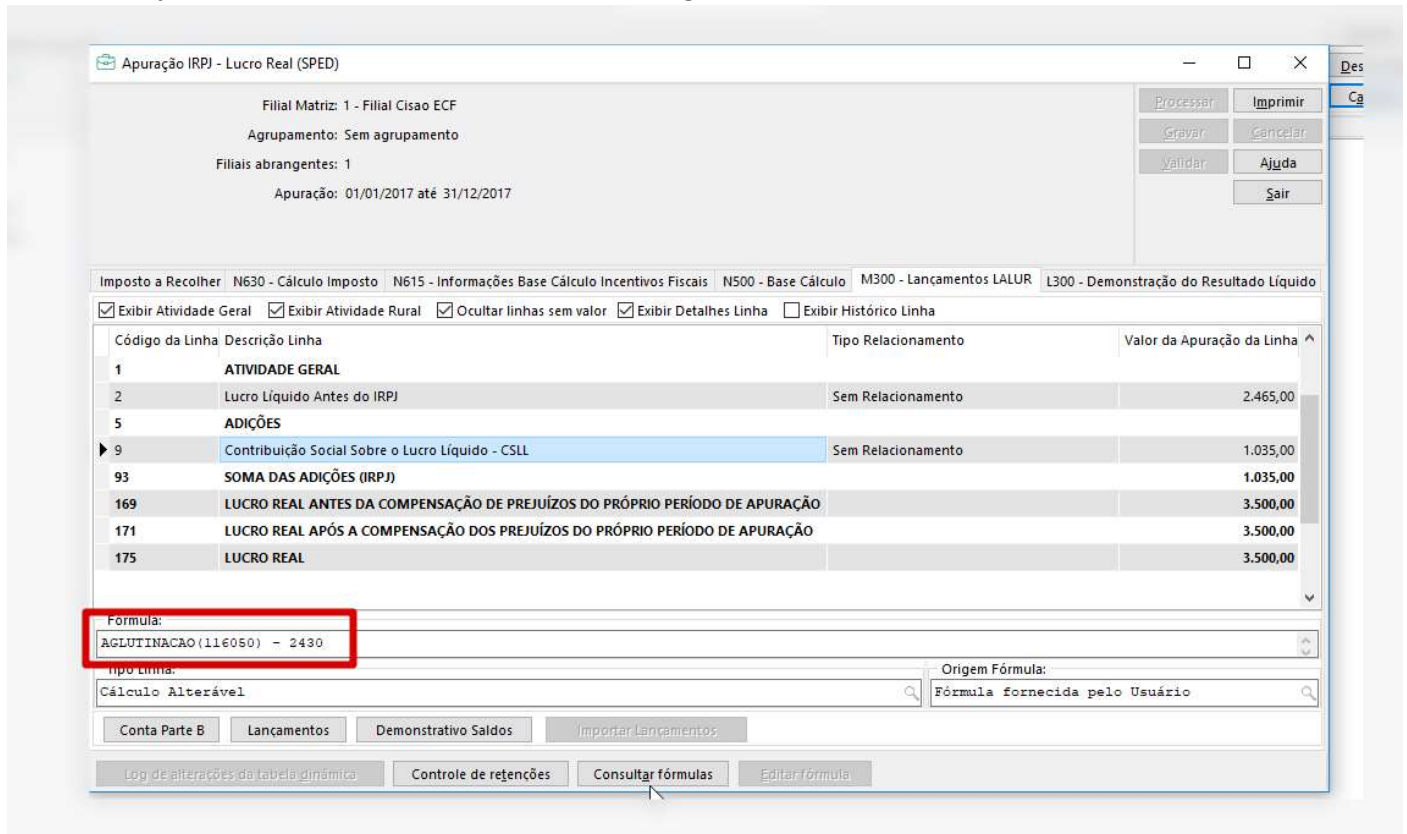 Apuração IRPJ - Lucro Real (SPED)
Des
Filial Matriz: 1 - Filial Cisao ECF
Processar Imprimir
Ca
Agrupamento: Sem agrupamento
Gravar Cancelar
Filiais abrangentes: 1
Validar Ajuda
Apuração: 01/01/2017 até 31/12/2017
Sair
Imposto a Recolher N630 - Cálculo Imposto N615 - Informações Base Cálculo Incentivos Fiscais N500 - Base Cálculo M300 - Lançamentos LALUR L300 - Demonstração do Resultado Líquido
Exibir Atividade Geral Exibir Atividade Rural Ocultar linhas sem valor Exibir Detalhes Linha Exibir Histórico Linha
Código da Linha Descrição Linha Tipo Relacionamento Valor da Apuração da Linha
1 ATIVIDADE GERAL
2 Lucro Líquido Antes do IRPJ Sem Relacionamento 2.465,00
5 ADIÇÕES
9 Contribuição Social Sobre o Lucro Líquido - CSLL Sem Relacionamento 1.035,00
93 SOMA DAS ADIÇÕES (IRPJ) 1.035,00
169 LUCRO REAL ANTES DA COMPENSAÇÃO DE PREJUÍZOS DO PRÓPRIO PERÍODO DE APURAÇÃO 3.500,00
171 LUCRO REAL APÓS A COMPENSAÇÃO DOS PREJUÍZOS DO PRÓPRIO PERÍODO DE APURAÇÃO 3.500,00
175 LUCRO REAL 3.500,00
Fórmula:
AGLUTINACAO(116050) - 2430
Tipo Linha: Origem Fórmula:
Cálculo Alterável Fórmula fornecida pelo Usuário
Conta Parte B Lançamentos Demonstrativo Saldos Importar Lançamentos
Log de alterações da tabela dinâmica Controle de retenções Consultar fórmulas Editar fórmula